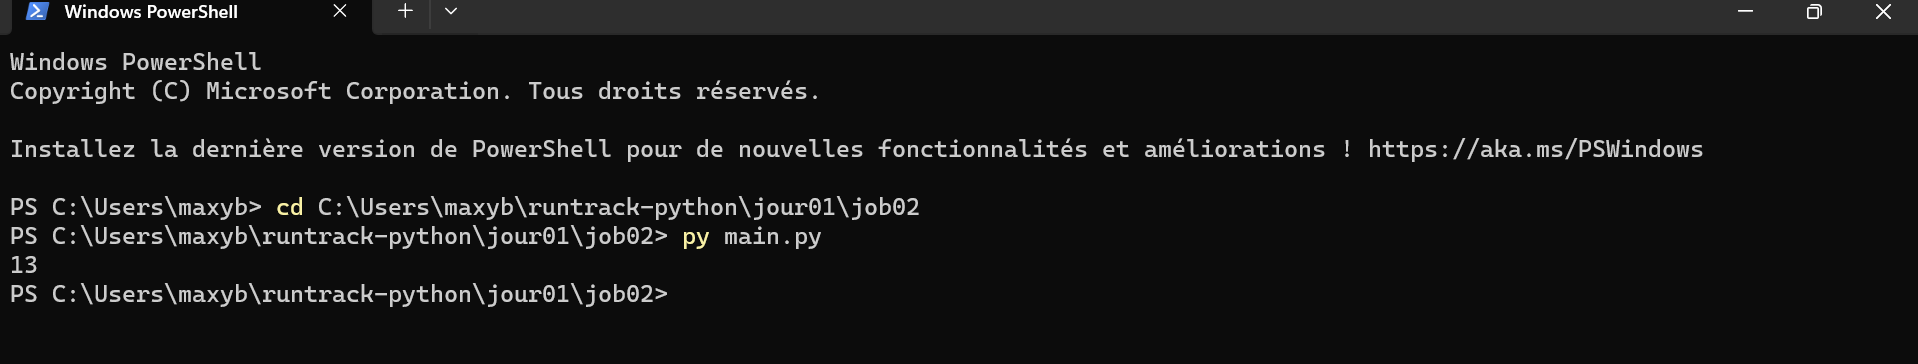 Windows PowerShell
Windows PowerShell
Copyright (C) Microsoft Corporation. Tous droits réservés.
Installez la dernière version de PowerShell pour de nouvelles fonctionnalités et améliorations ! https://aka.ms/PSWindows
PS C:\Users\maxyb> cd C:\Users\maxyb\runtrack-python\jour01\job02
PS C:\Users\maxyb\runtrack-python\jour01\job02> py main.py
13
PS C:\Users\maxyb\runtrack-python\jour01\job02>